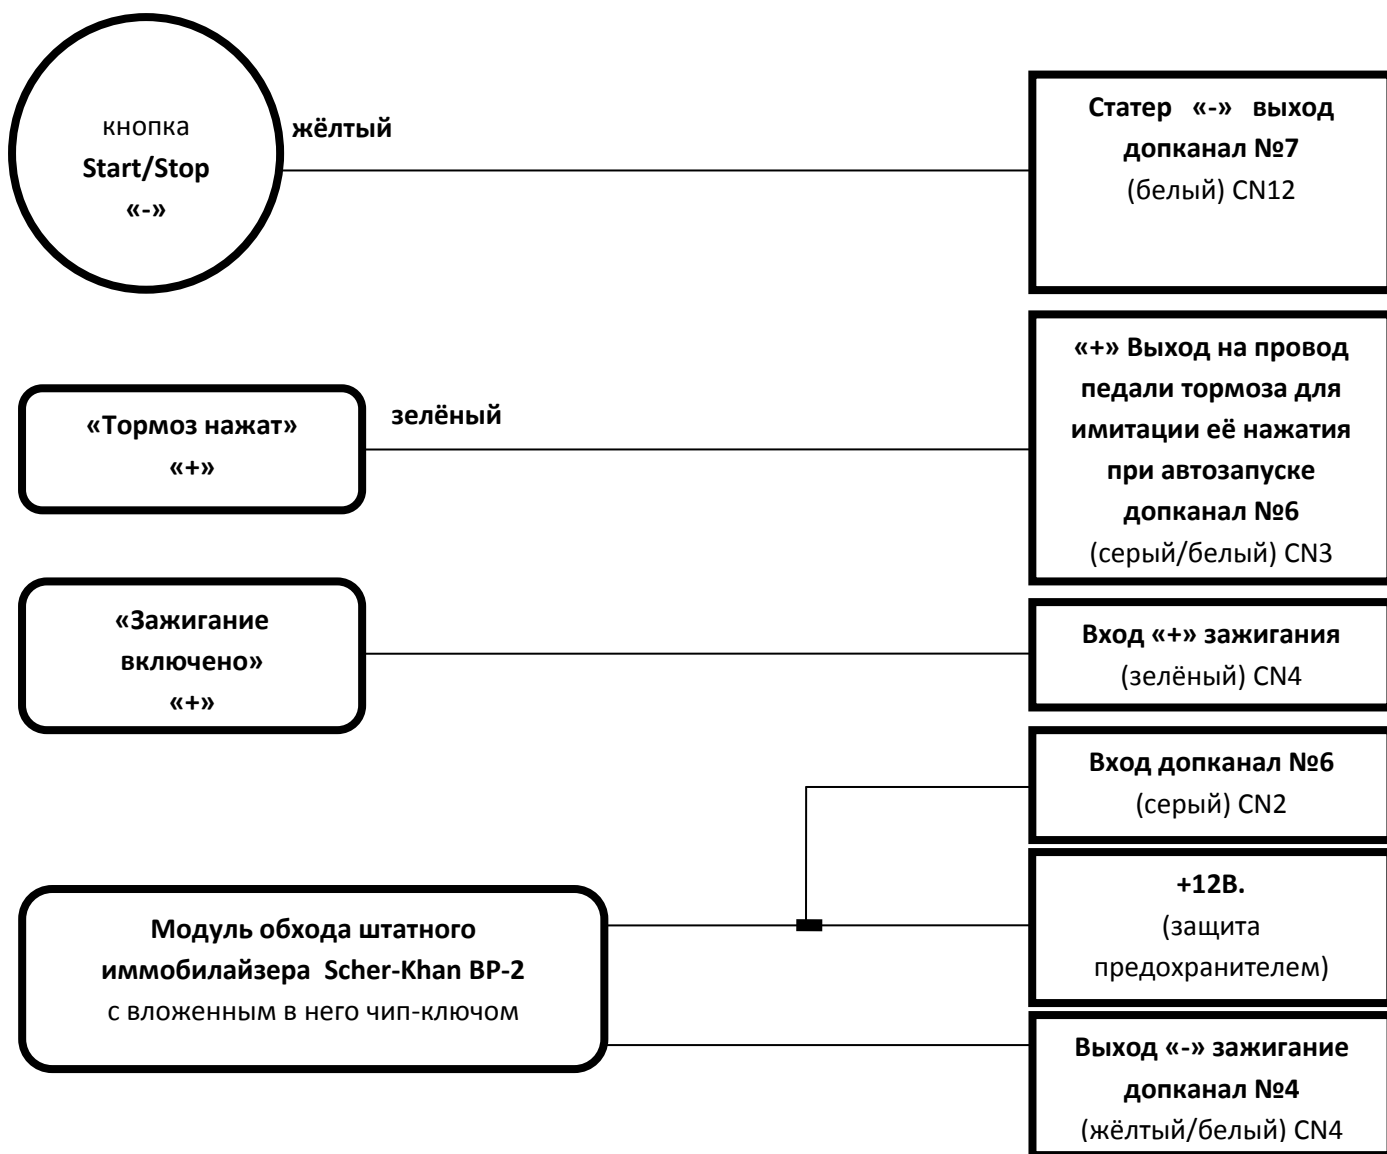 кнопка
Start/Stop
«-»
жёлтый
Статер «-» выход
допканал №7
(белый) CN12
«Тормоз нажат»
«+»
зелёный
«+» Выход на провод
педали тормоза для
имитации её нажатия
при автозапуске
допканал №6
(серый/белый) CN3
«Зажигание
включено»
«+»
Вход «+» зажигания
(зелёный) CN4
Вход допканал №6
(серый) CN2
+12В.
(защита
предохранителем)
Модуль обхода штатного
иммобилайзера Scher-Khan BP-2
с вложенным в него чип-ключом
Выход «-» зажигание
допканал №4
(жёлтый/белый) CN4